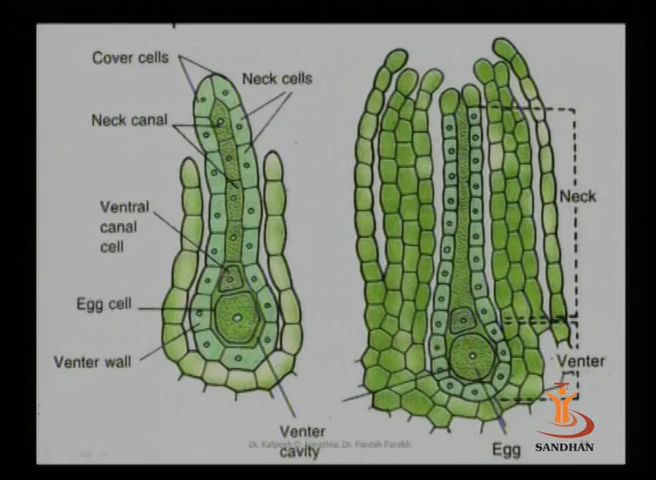 Cover cells
Neck cells
Neck canal
Ventral
canal
cell
Egg cell
Venter wall
Venter
cavity
Neck
Venter
Egg
SANDHAN
Dr. Kalpesh Dr. Paresh Parekh